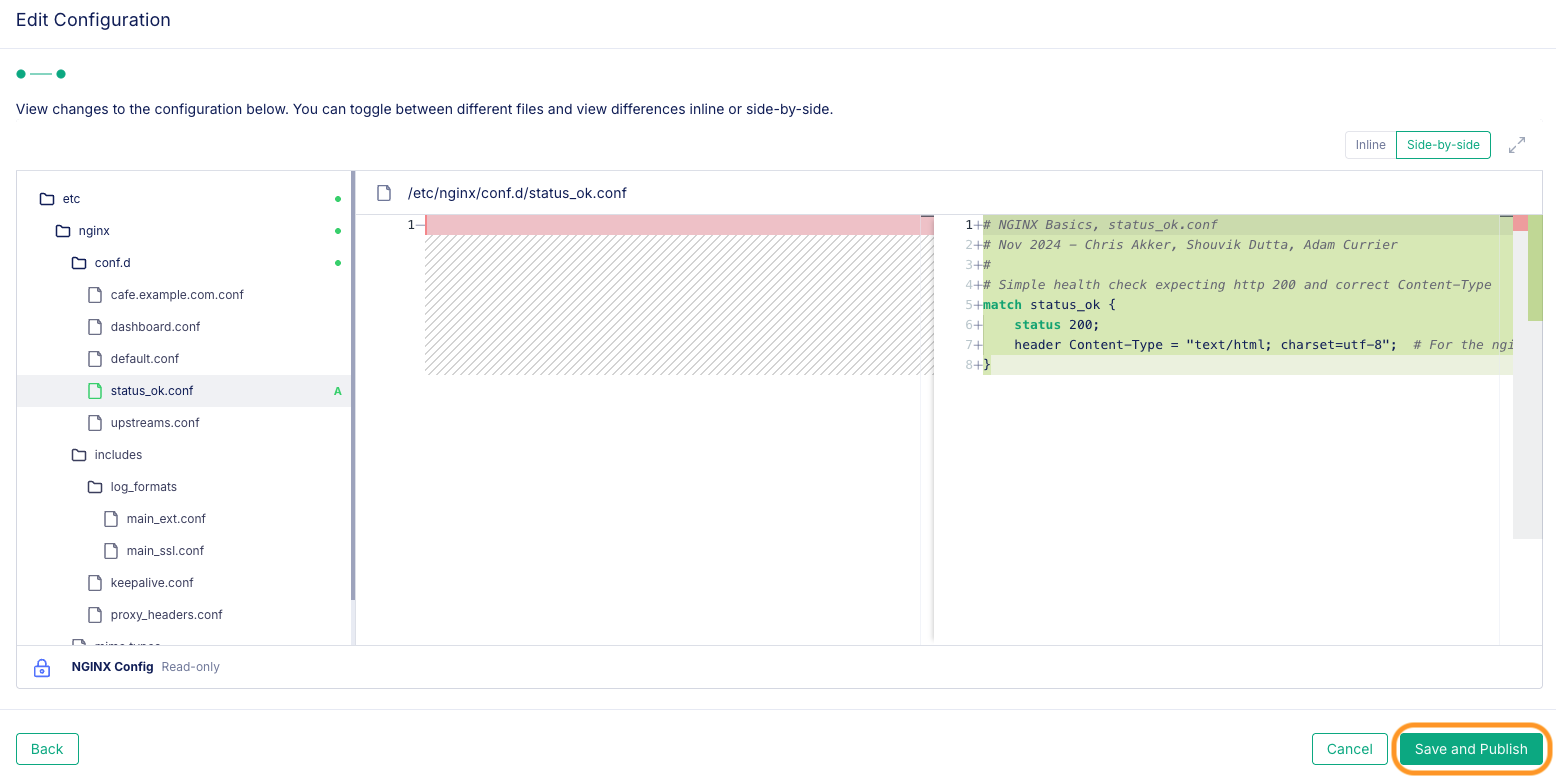 Edit Configuration
View changes to the configuration below. You can toggle between different files and view differences inline or side-by-side.
Inline
Side-by-side
etc
nginx
conf.d
cafe.example.com.conf
dashboard.conf
default.conf
status_ok.conf A
upstreams.conf
includes
log_formats
main_ext.conf
main_ssl.conf
keepalive.conf
proxy_headers.conf
/etc/nginx/conf.d/status_ok.conf
1−
1+# NGINX Basics, status_ok.conf
2+# Nov 2024 - Chris Akker, Shouvik Dutta, Adam Currier
3+#
4+# Simple health check expecting http 200 and correct Content-Type
5+match status_ok {
6+    status 200;
7+    header Content-Type = "text/html; charset=utf-8";  # For the ngi
8+}
NGINX Config Read-only
Back
Cancel
Save and Publish